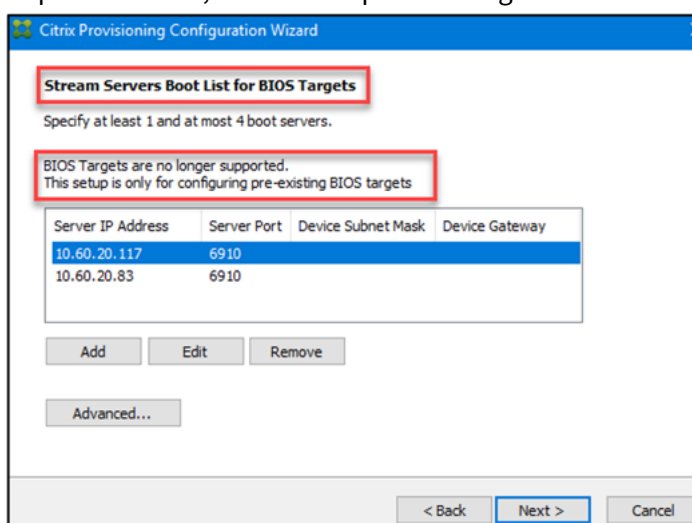 Citrix Provisioning Configuration Wizard
Stream Servers Boot List for BIOS Targets
Specify at least 1 and at most 4 boot servers.
BIOS Targets are no longer supported.
This setup is only for configuring pre-existing BIOS targets
Server IP Address Server Port Device Subnet Mask Device Gateway
10.60.20.117 6910
10.60.20.83 6910
Add Edit Remove
Advanced...
< Back Next > Cancel